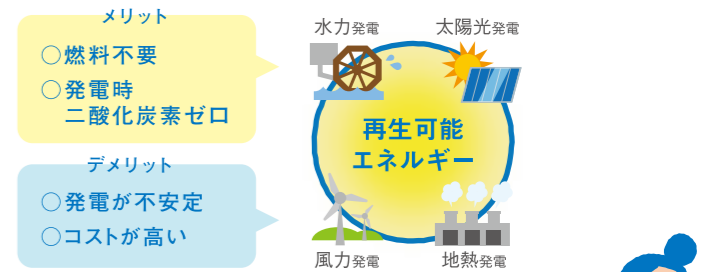 メリット
○燃料不要
○発電時
二酸化炭素ゼロ
デメリット
○発電が不安定
○コストが高い
水力発電
太陽光発電
再生可能
エネルギー
風力発電
地熱発電